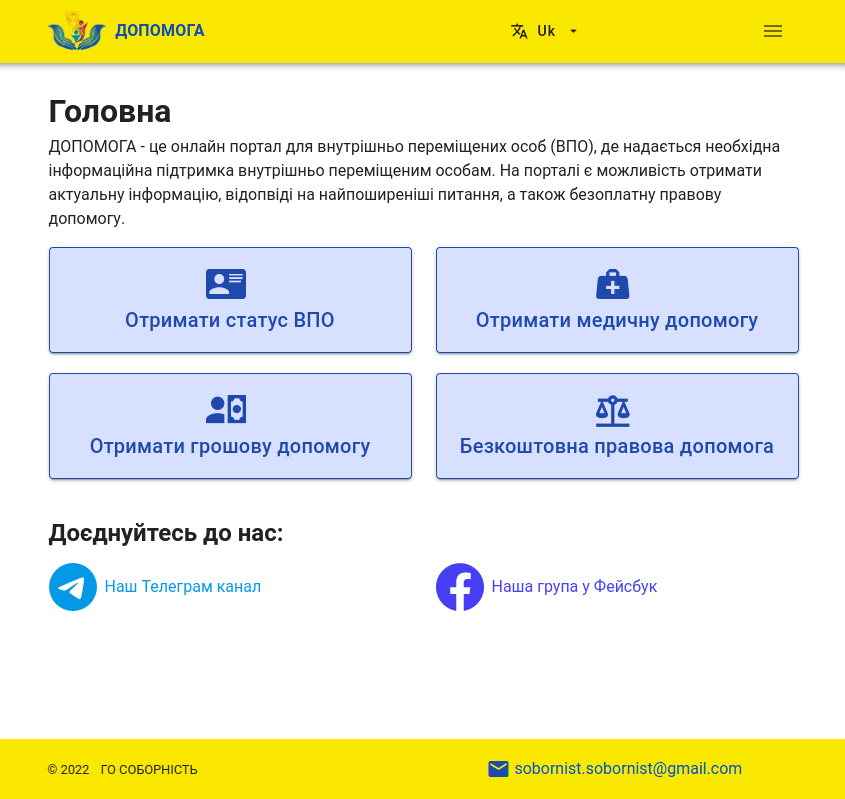 ДОПОМОГА
Uk
Головна
ДОПОМОГА - це онлайн портал для внутрішньо переміщених осіб (ВПО), де надається необхідна
інформаційна підтримка внутрішньо переміщеним особам. На порталі є можливість отримати
актуальну інформацію, відопвіді на найпоширеніші питання, а також безоплатну правову
допомогу.
Отримати статус ВПО
Отримати медичну допомогу
Отримати грошову допомогу
Безкоштовна правова допомога
Доєднуйтесь до нас:
Наш Телеграм канал
Наша група у Фейсбук
© 2022 ГО СОБОРНІСТЬ
sobornist.sobornist@gmail.com